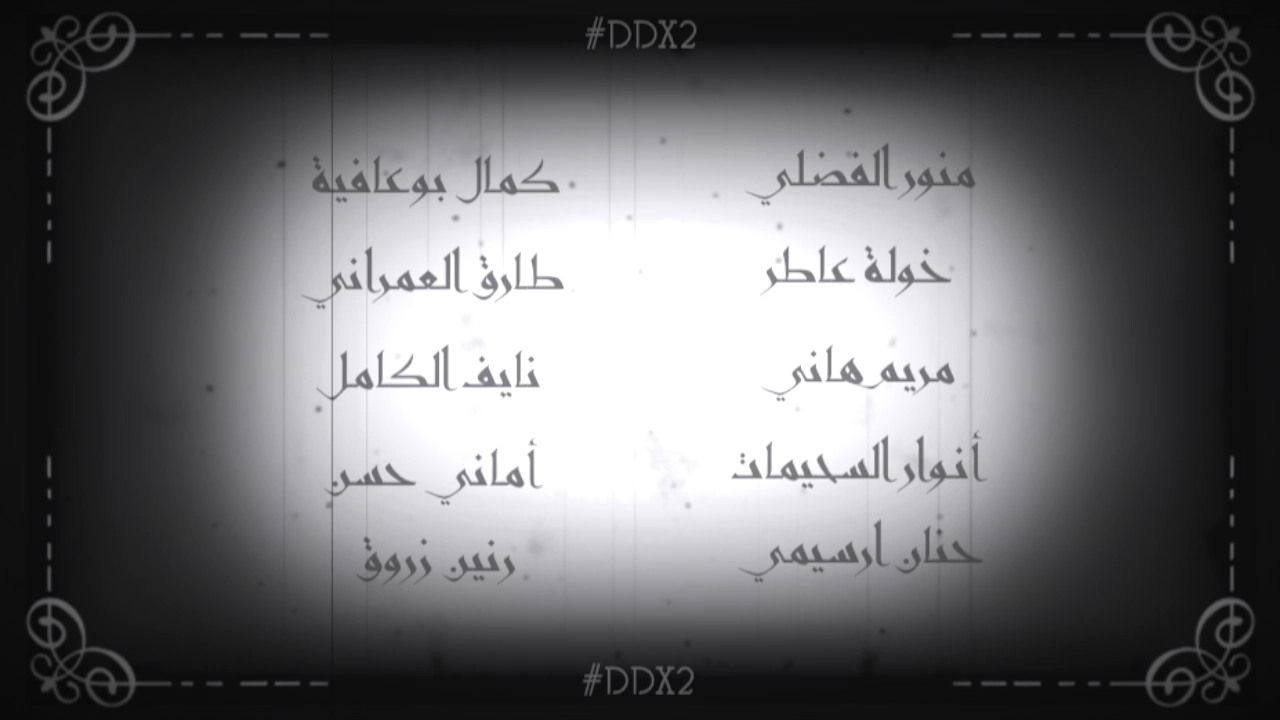 #DDX2
منور الفضلي
كمال بوعافية
خولة عاطر
طارق العمراني
مريم هاني
نايف الكامل
أنوار السحيمات
أماني حسن
حنان ارسيمي
رنين زروق
#DDX2